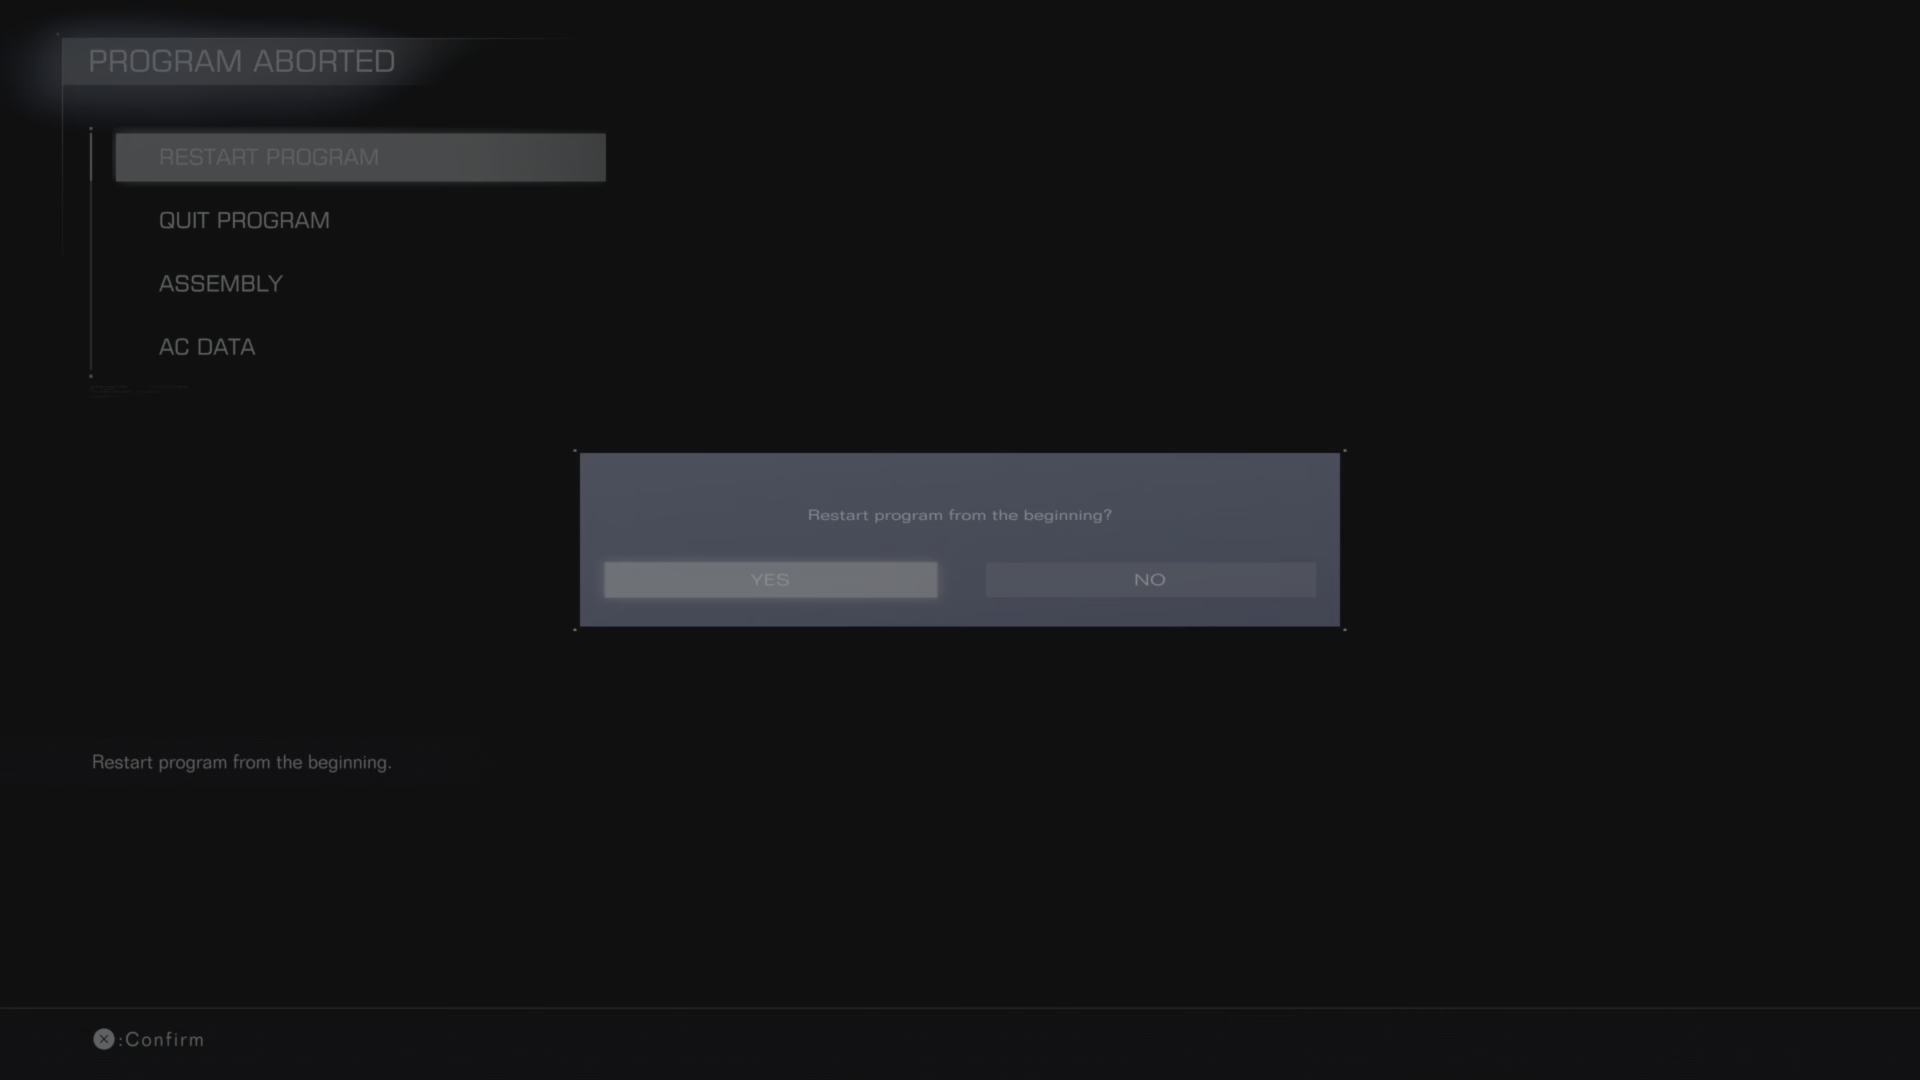 PROGRAM ABORTED
RESTART PROGRAM
QUIT PROGRAM
ASSEMBLY
AC DATA
Restart program from the beginning?
YES
NO
Restart program from the beginning.
:Confirm